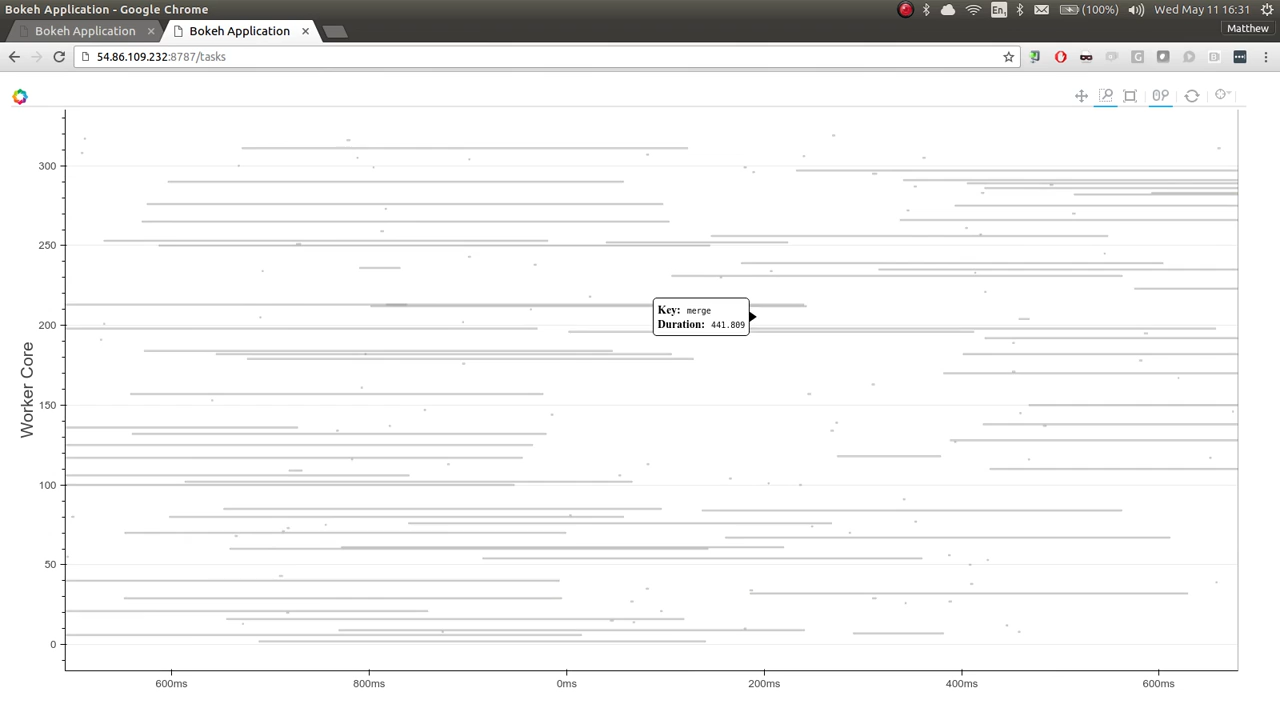 Bokeh Application - Google Chrome
En1 (100%) Wed May 11 16:31
Bokeh Application × Bokeh Application × Matthew
54.86.109.232:8787/tasks
300
250
200
150
100
50
0
Worker Core
Key: merge
Duration: 441.809
600ms 800ms 0ms 200ms 400ms 600ms